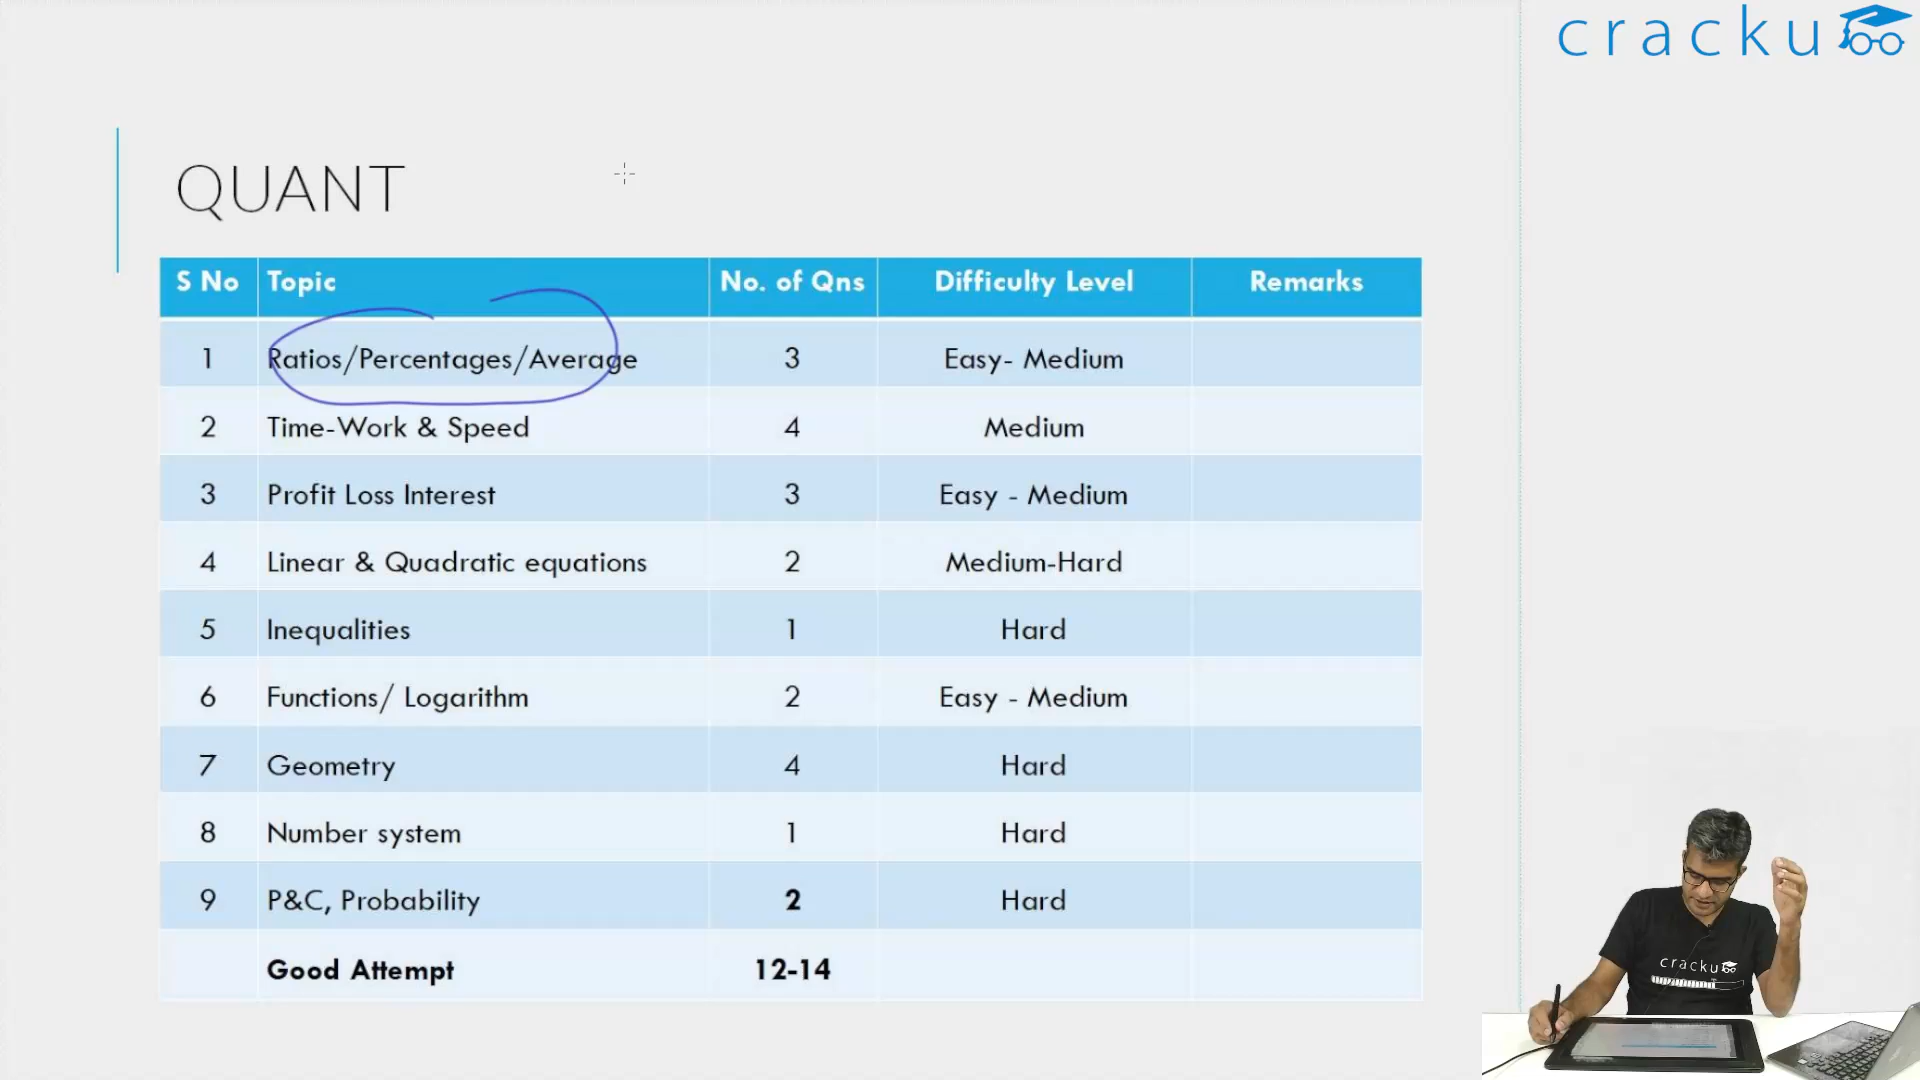 cracku
QUANT
S No Topic No. of Qns Difficulty Level Remarks
1 Ratios/Percentages/Average 3 Easy- Medium
2 Time-Work & Speed 4 Medium
3 Profit Loss Interest 3 Easy - Medium
4 Linear & Quadratic equations 2 Medium-Hard
5 Inequalities 1 Hard
6 Functions/ Logarithm 2 Easy - Medium
7 Geometry 4 Hard
8 Number system 1 Hard
9 P&C, Probability 2 Hard
Good Attempt 12-14
cracku